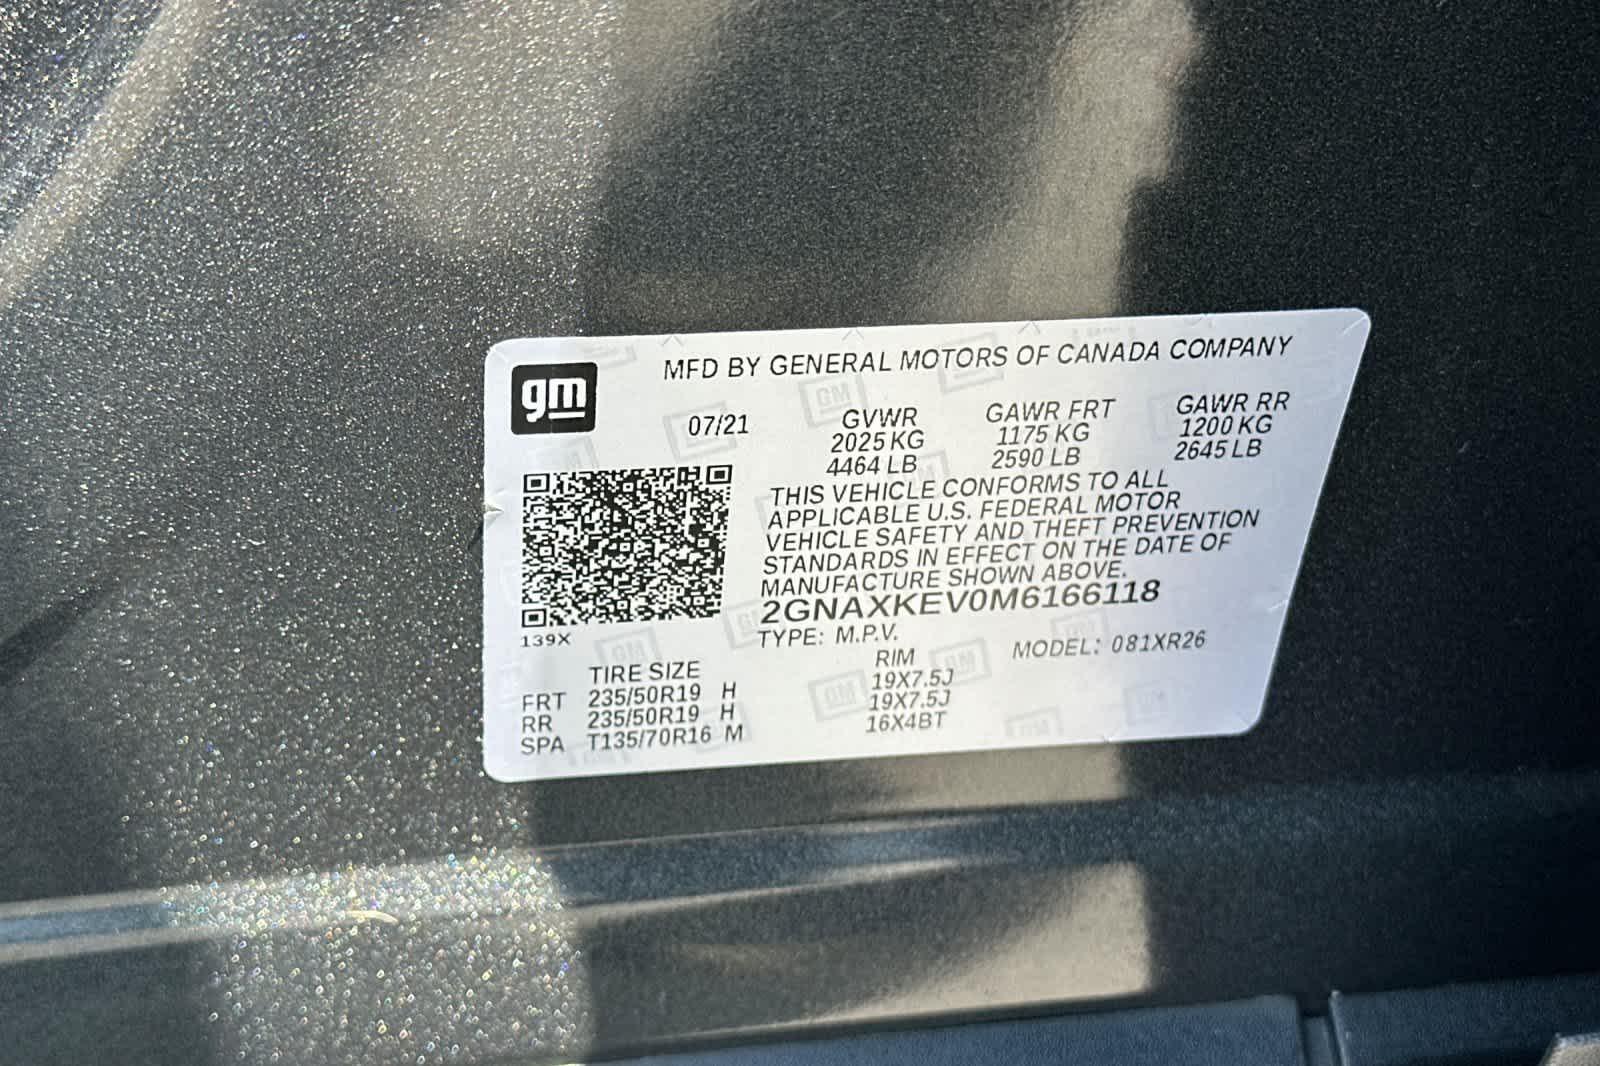 gm
MFD BY GENERAL MOTORS OF CANADA COMPANY
07/21
GVWR GAWR FRT GAWR RR
2025 KG 1175 KG 1200 KG
4464 LB 2590 LB 2645 LB
THIS VEHICLE CONFORMS TO ALL
APPLICABLE U.S. FEDERAL MOTOR
VEHICLE SAFETY AND THEFT PREVENTION
STANDARDS IN EFFECT ON THE DATE OF
MANUFACTURE SHOWN ABOVE.
2GNAXKEV0M6166118
139X
TYPE: M.P.V. MODEL: 081XR26
TIRE SIZE RIM
FRT 235/50R19 H 19X7.5J
RR 235/50R19 H 19X7.5J
SPA T135/70R16 M 16X4BT